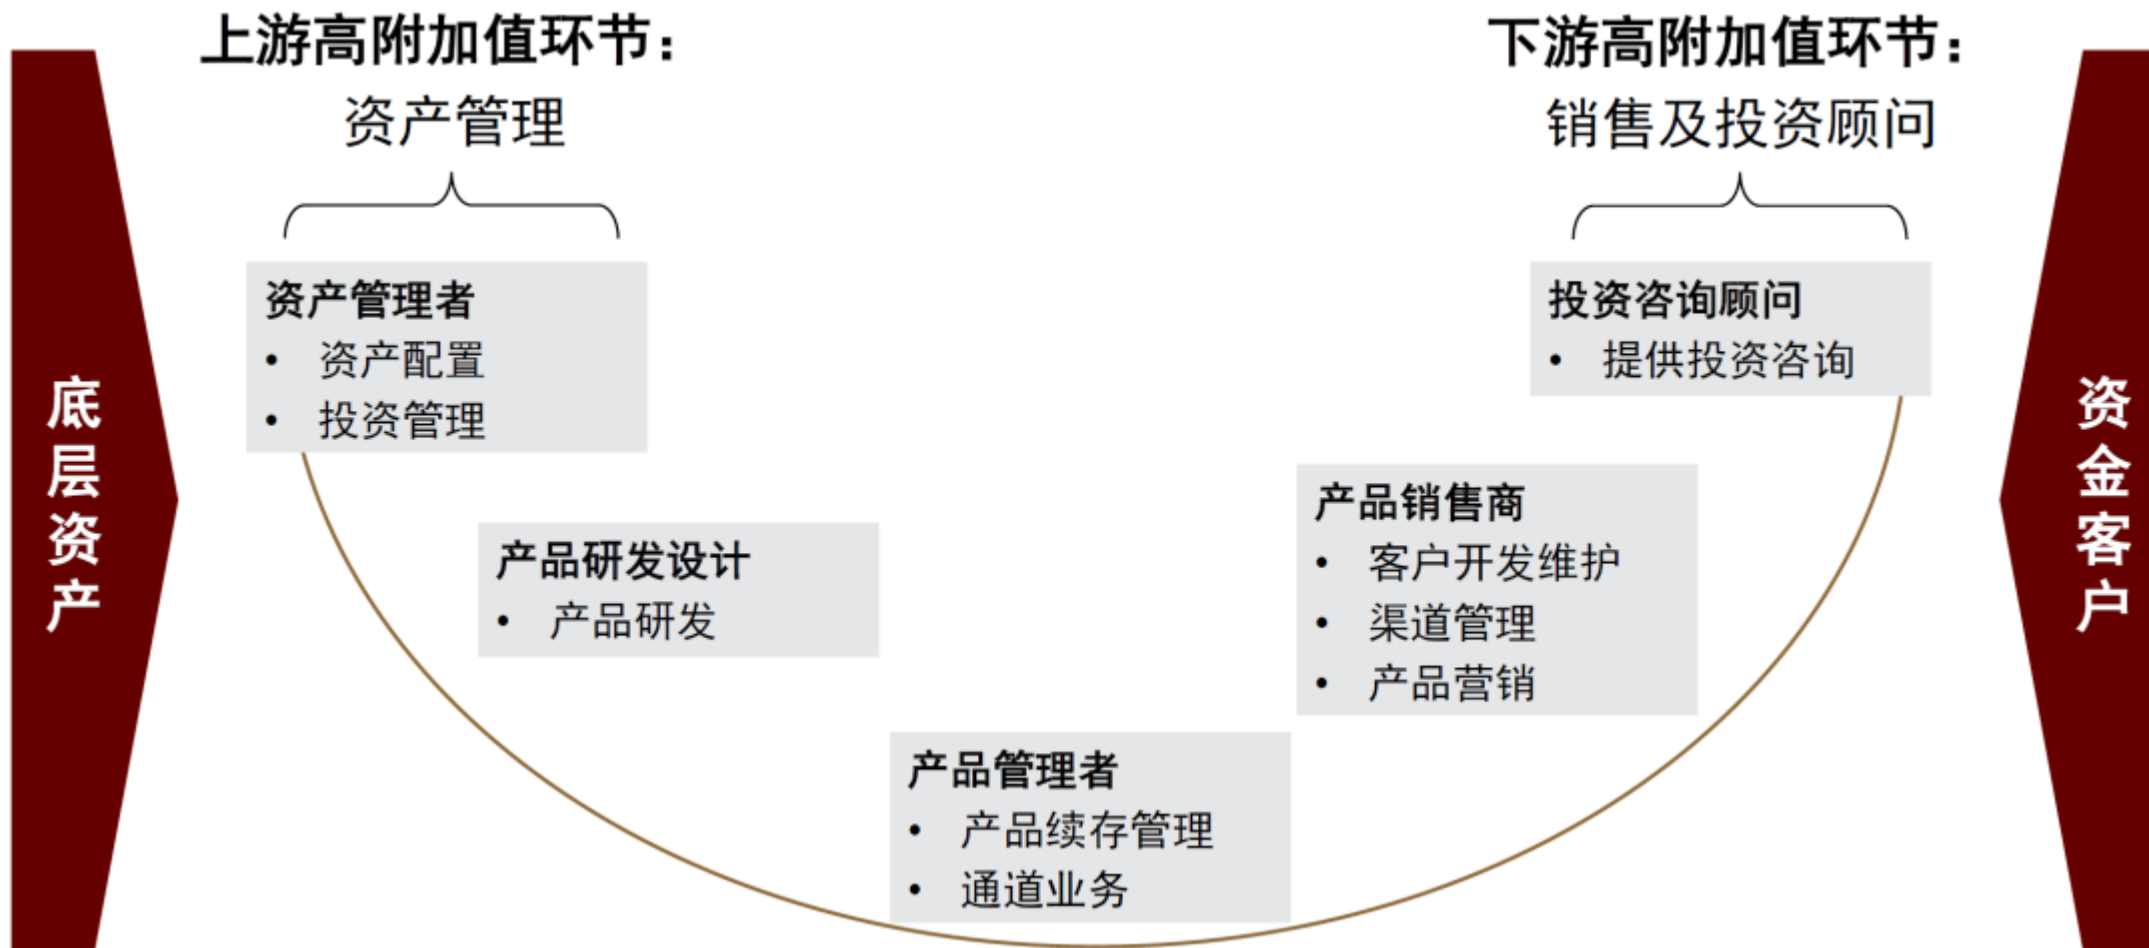 上游高附加值环节：
资产管理
下游高附加值环节：
销售及投资顾问
底层资产
资产管理者
• 资产配置
• 投资管理
产品研发设计
• 产品研发
产品管理者
• 产品续存管理
• 通道业务
产品销售商
• 客户开发维护
• 渠道管理
• 产品营销
投资咨询顾问
• 提供投资咨询
资金客户